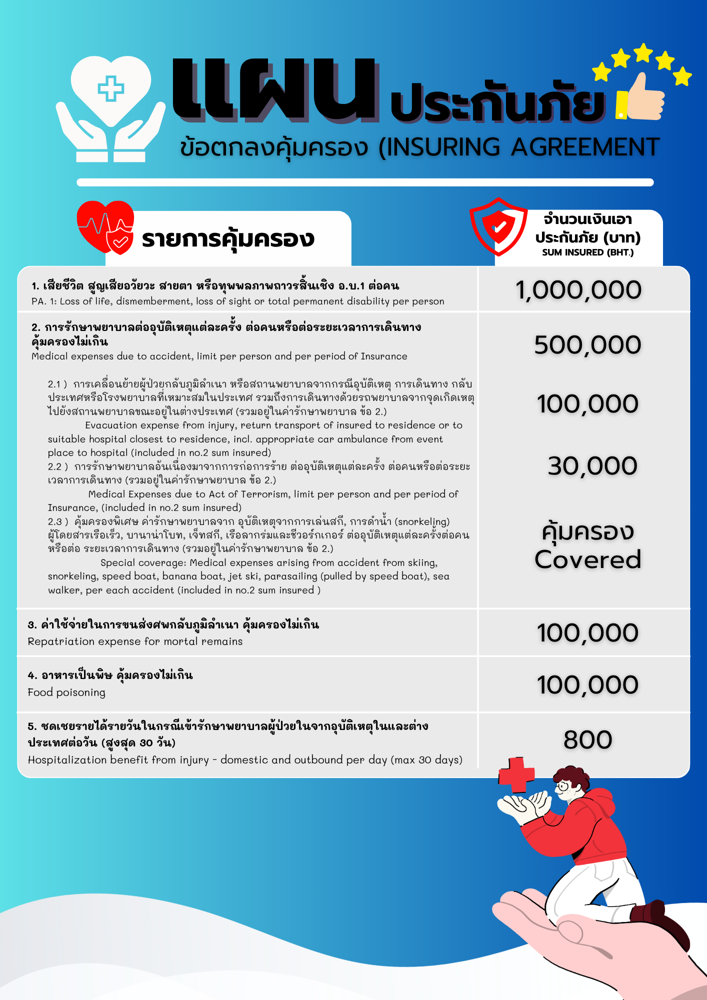 แผน ประกันภัย
ข้อตกลงคุ้มครอง (INSURING AGREEMENT
รายการคุ้มครอง
จำนวนเงินเอา
ประกันภัย (บาท)
SUM INSURED (BHT.)
1. เสียชีวิต สูญเสียอวัยวะ สายตา หรือทุพพลภาพถาวรสิ้นเชิง อ.บ.1 ต่อคน
PA. 1: Loss of life, dismemberment, loss of sight or total permanent disability per person
1,000,000
2. การรักษาพยาบาลต่ออุบัติเหตุแต่ละครั้ง ต่อคนหรือต่อระยะเวลาการเดินทาง
คุ้มครองไม่เกิน
Medical expenses due to accident, limit per person and per period of Insurance
500,000
2.1 ) การเคลื่อนย้ายผู้ป่วยกลับภูมิลำเนา หรือสถานพยาบาลจากกรณีอุบัติเหตุ การเดินทาง กลับ
ประเทศหรือโรงพยาบาลที่เหมาะสมในประเทศ รวมถึงการเดินทางด้วยรถพยาบาลจากจุดเกิดเหตุ
ไปยังสถานพยาบาลขณะอยู่ในต่างประเทศ (รวมอยู่ในค่ารักษาพยาบาล ข้อ 2.)
Evacuation expense from injury, return transport of insured to residence or to
suitable hospital closest to residence, incl. appropriate car ambulance from event
place to hospital (included in no.2 sum insured)
100,000
2.2 ) การรักษาพยาบาลอันเนื่องมาจากการก่อการร้าย ต่ออุบัติเหตุแต่ละครั้ง ต่อคนหรือต่อระยะ
เวลาการเดินทาง (รวมอยู่ในค่ารักษาพยาบาล ข้อ 2.)
Medical Expenses due to Act of Terrorism, limit per person and per period of
Insurance, (included in no.2 sum insured)
30,000
2.3 ) คุ้มครองพิเศษ ค่ารักษาพยาบาลจาก อุบัติเหตุจากการเล่นสกี, การดำน้ำ (snorkeling)
ผู้โดยสารเรือเร็ว, บานาน่าโบท, เจ็ทสกี, เรือลากร่มและซีวอร์กเกอร์ ต่ออุบัติเหตุแต่ละครั้งต่อคน
หรือต่อ ระยะเวลาการเดินทาง (รวมอยู่ในค่ารักษาพยาบาล ข้อ 2.)
Special coverage: Medical expenses arising from accident from skiing,
snorkeling, speed boat, banana boat, jet ski, parasailing (pulled by speed boat), sea
walker, per each accident (included in no.2 sum insured )
คุ้มครอง
Covered
3. ค่าใช้จ่ายในการขนส่งศพกลับภูมิลำเนา คุ้มครองไม่เกิน
Repatriation expense for mortal remains
100,000
4. อาหารเป็นพิษ คุ้มครองไม่เกิน
Food poisoning
100,000
5. ชดเชยรายได้รายวันในกรณีเข้ารักษาพยาบาลผู้ป่วยในจากอุบัติเหตุในและต่าง
ประเทศต่อวัน (สูงสุด 30 วัน)
Hospitalization benefit from injury - domestic and outbound per day (max 30 days)
800